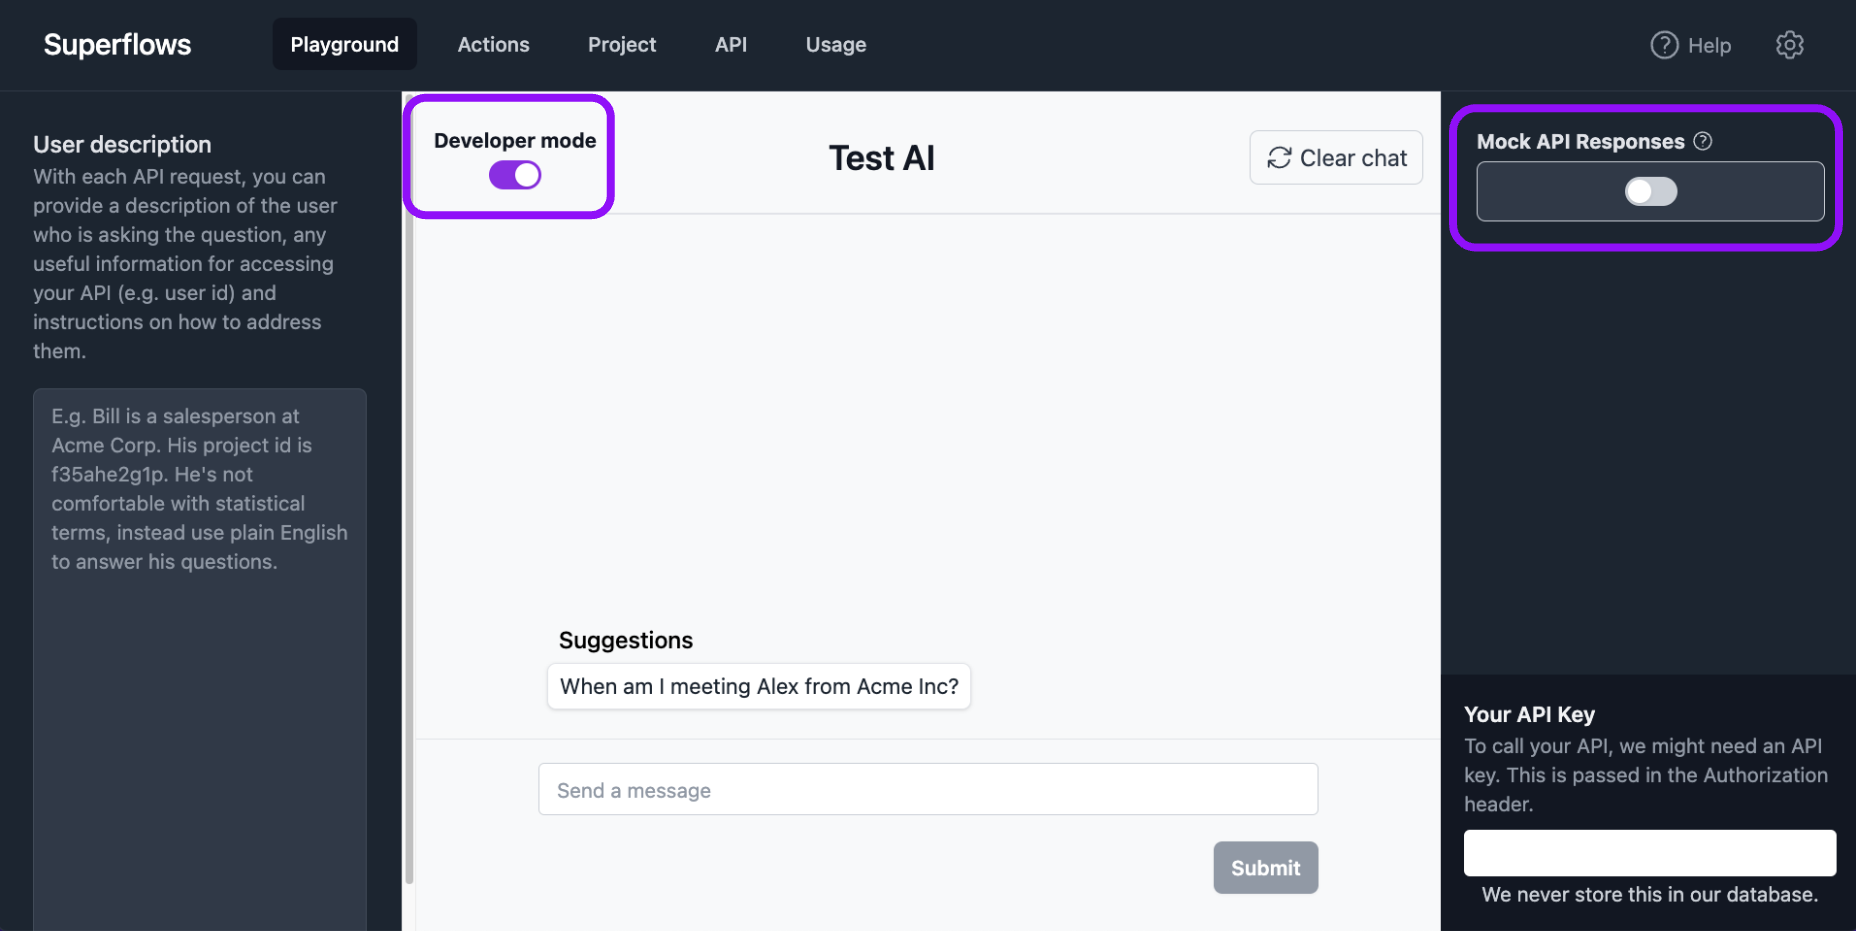 Superflows
Playground
Actions
Project
API
Usage
Help
User description
With each API request, you can
provide a description of the user
who is asking the question, any
useful information for accessing
your API (e.g. user id) and
instructions on how to address
them.
E.g. Bill is a salesperson at
Acme Corp. His project id is
f35ahe2g1p. He's not
comfortable with statistical
terms, instead use plain English
to answer his questions.
Developer mode
Test AI
Clear chat
Suggestions
When am I meeting Alex from Acme Inc?
Send a message
Submit
Mock API Responses
Your API Key
To call your API, we might need an API
key. This is passed in the Authorization
header.
We never store this in our database.